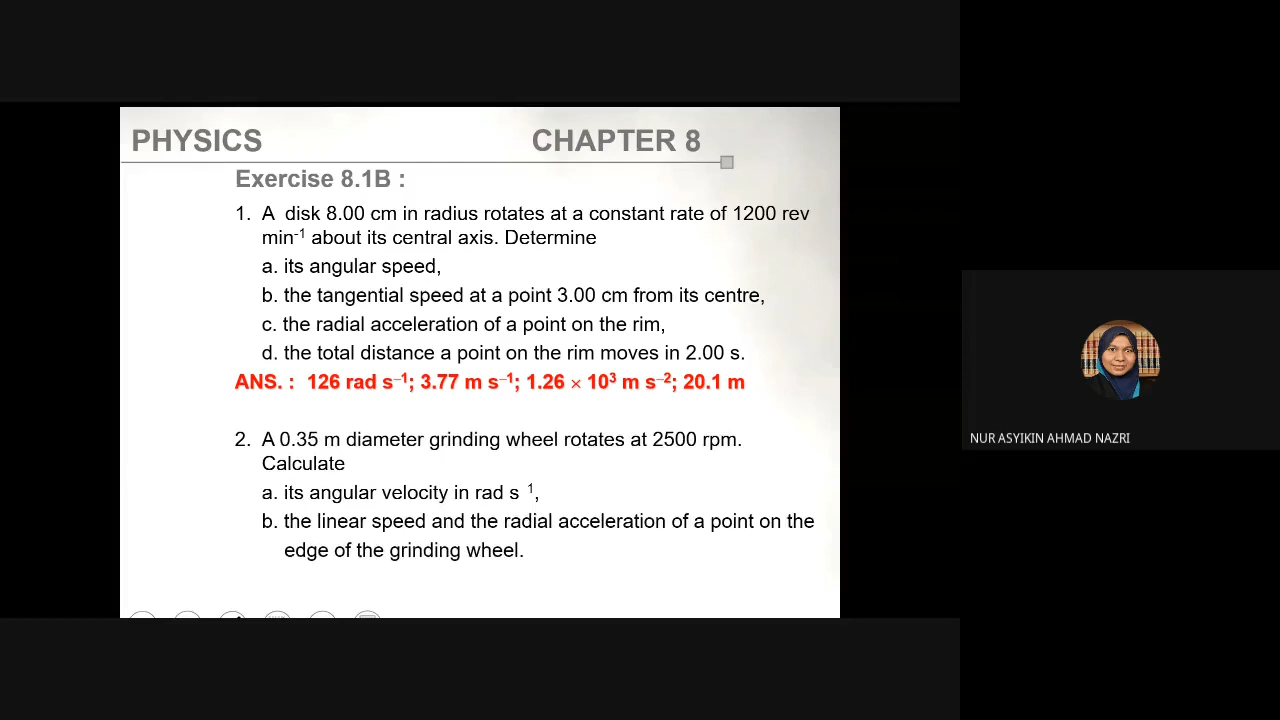 PHYSICS CHAPTER 8
Exercise 8.1B :
1. A disk 8.00 cm in radius rotates at a constant rate of 1200 rev
min⁻¹ about its central axis. Determine
a. its angular speed,
b. the tangential speed at a point 3.00 cm from its centre,
c. the radial acceleration of a point on the rim,
d. the total distance a point on the rim moves in 2.00 s.
ANS. : 126 rad s⁻¹; 3.77 m s⁻¹; 1.26 × 10³ m s⁻²; 20.1 m
2. A 0.35 m diameter grinding wheel rotates at 2500 rpm.
Calculate
a. its angular velocity in rad s ¹,
b. the linear speed and the radial acceleration of a point on the
edge of the grinding wheel.
NUR ASYIKIN AHMAD NAZRI